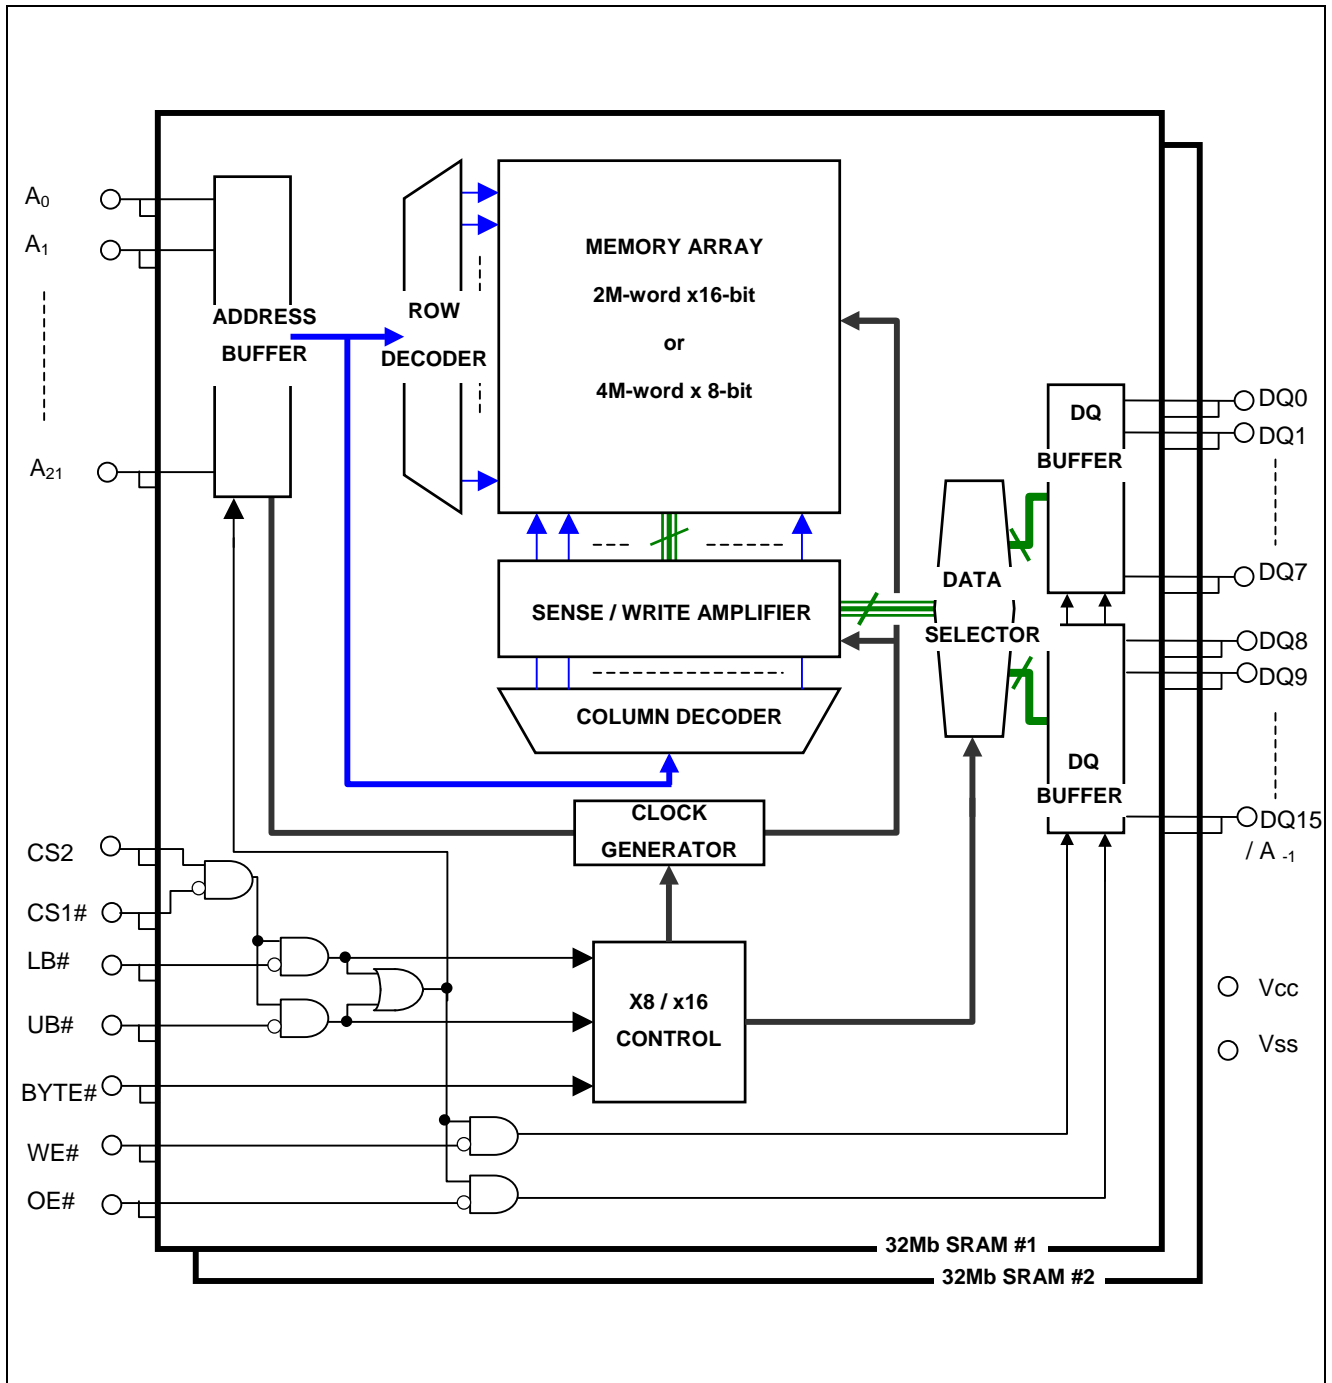 A0
A1
A21
ADDRESS
BUFFER
ROW
DECODER
MEMORY ARRAY
2M-word x16-bit
or
4M-word x 8-bit
SENSE / WRITE AMPLIFIER
COLUMN DECODER
CLOCK
GENERATOR
X8 / x16
CONTROL
DATA
SELECTOR
DQ
BUFFER
DQ
BUFFER
DQ0
DQ1
DQ7
DQ8
DQ9
DQ15
/ A -1
CS2
CS1#
LB#
UB#
BYTE#
WE#
OE#
Vcc
Vss
32Mb SRAM #1
32Mb SRAM #2